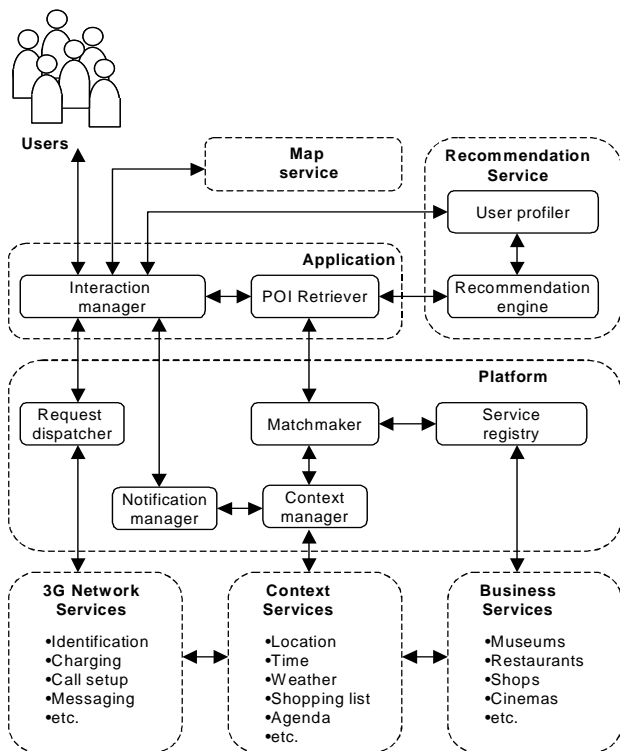 Users
Map
service
Recommendation
Service
User profiler
Application
Interaction
manager
POI Retriever
Recommendation
engine
Platform
Request
dispatcher
Matchmaker
Service
registry
Notification
manager
Context
manager
3G Network
Services
•Identification
•Charging
•Call setup
•Messaging
•etc.
Context
Services
•Location
•Time
•Weather
•Shopping list
•Agenda
•etc.
Business
Services
•Museums
•Restaurants
•Shops
•Cinemas
•etc.